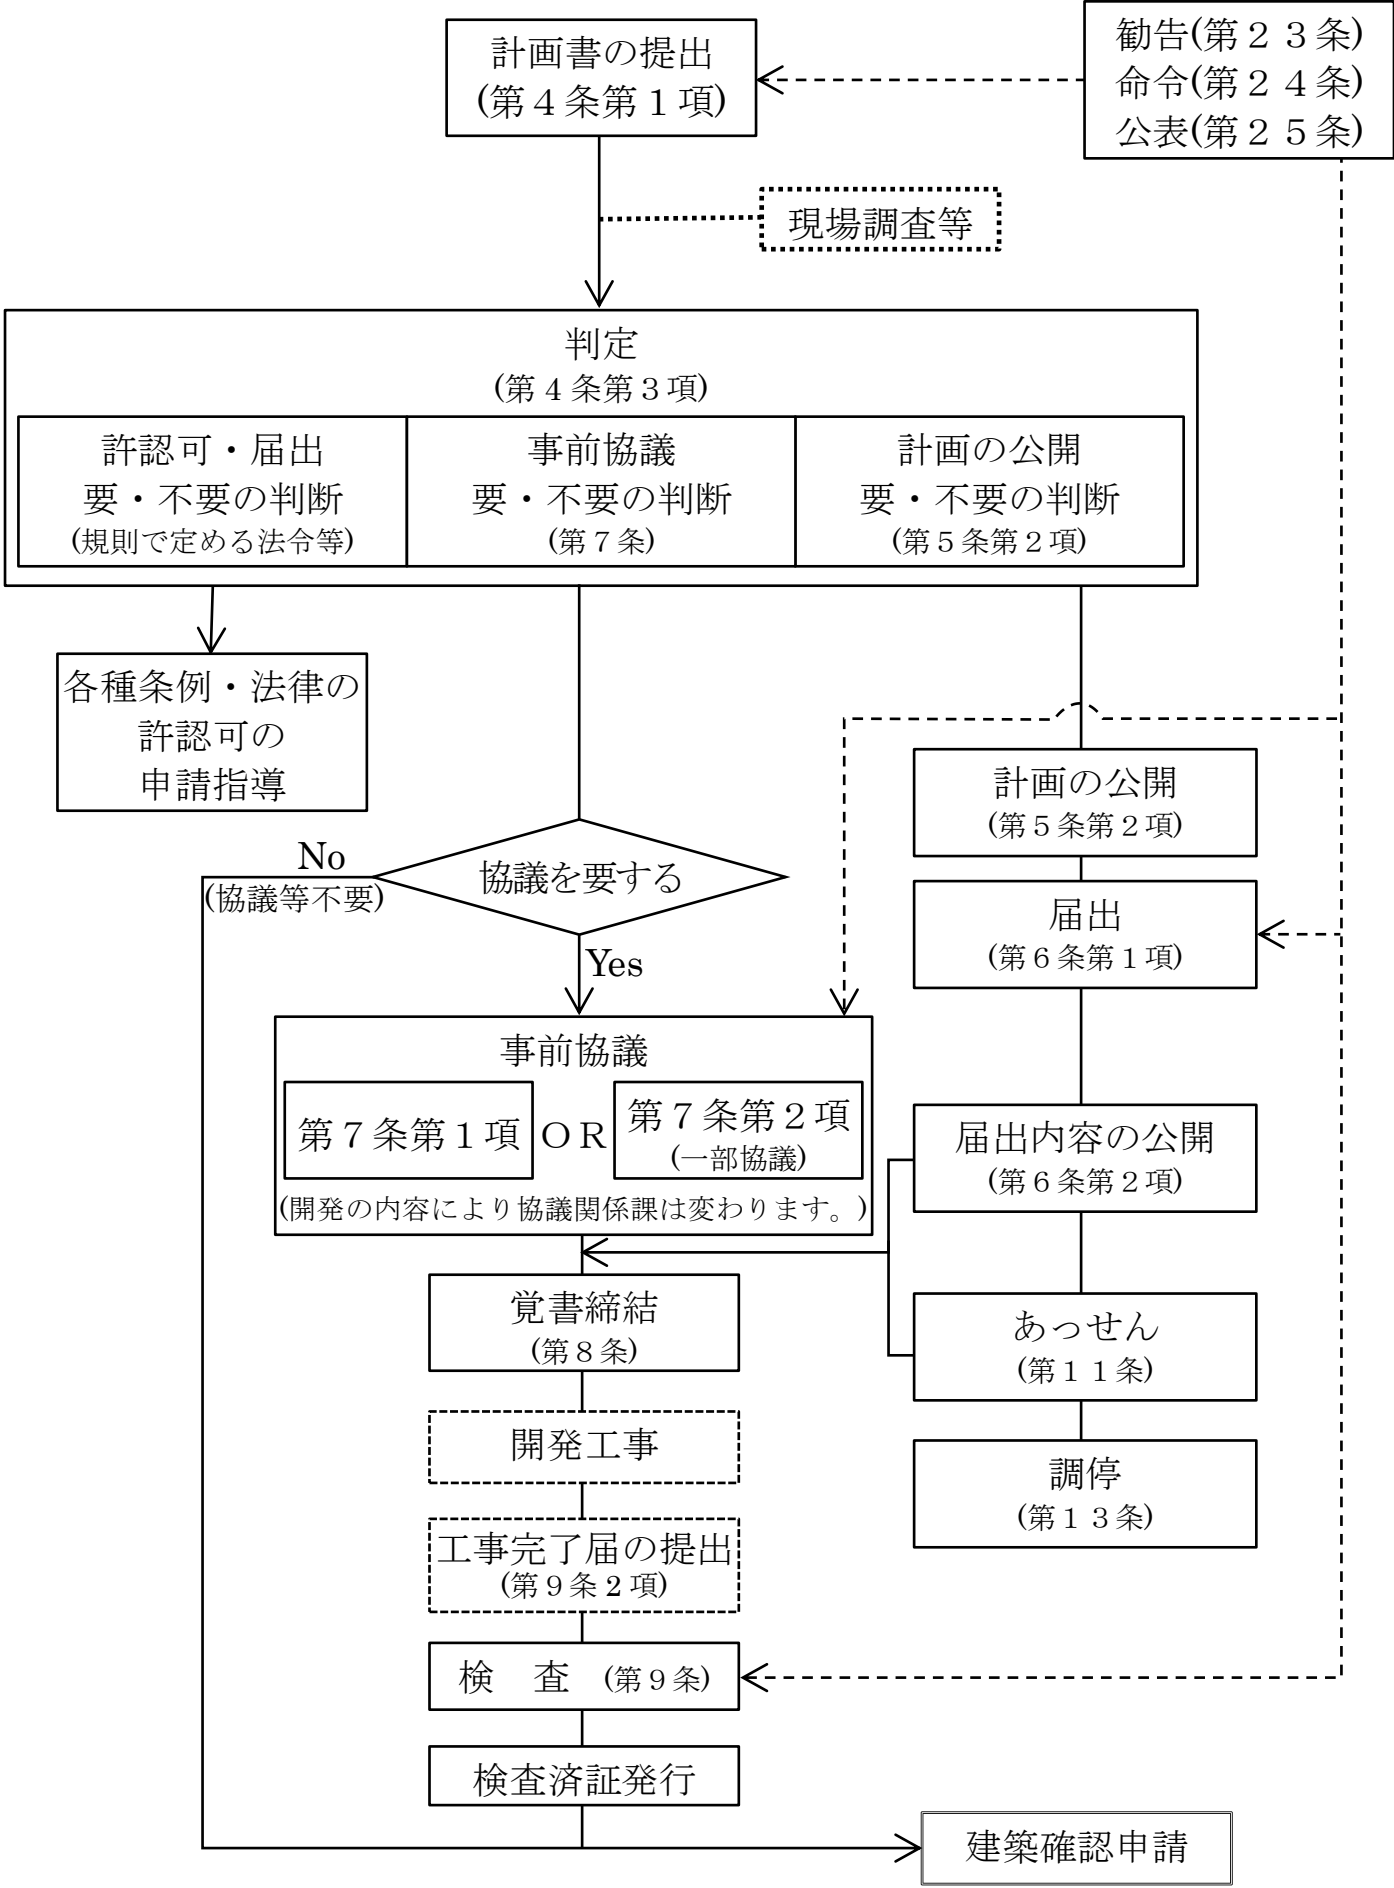 計画書の提出
(第４条第１項)
勧告(第２３条)
命令(第２４条)
公表(第２５条)
現場調査等
判定
(第４条第３項)
許認可・届出
要・不要の判断
(規則で定める法令等)
事前協議
要・不要の判断
(第７条)
計画の公開
要・不要の判断
(第５条第２項)
各種条例・法律の
許認可の
申請指導
計画の公開
(第５条第２項)
No
(協議等不要)
協議を要する
Yes
届出
(第６条第１項)
事前協議
第７条第１項
ＯＲ
第７条第２項
(一部協議)
(開発の内容により協議関係課は変わります。)
届出内容の公開
(第６条第２項)
覚書締結
(第８条)
あっせん
(第１１条)
開発工事
調停
(第１３条)
工事完了届の提出
(第９条２項)
検　査　(第９条)
検査済証発行
建築確認申請